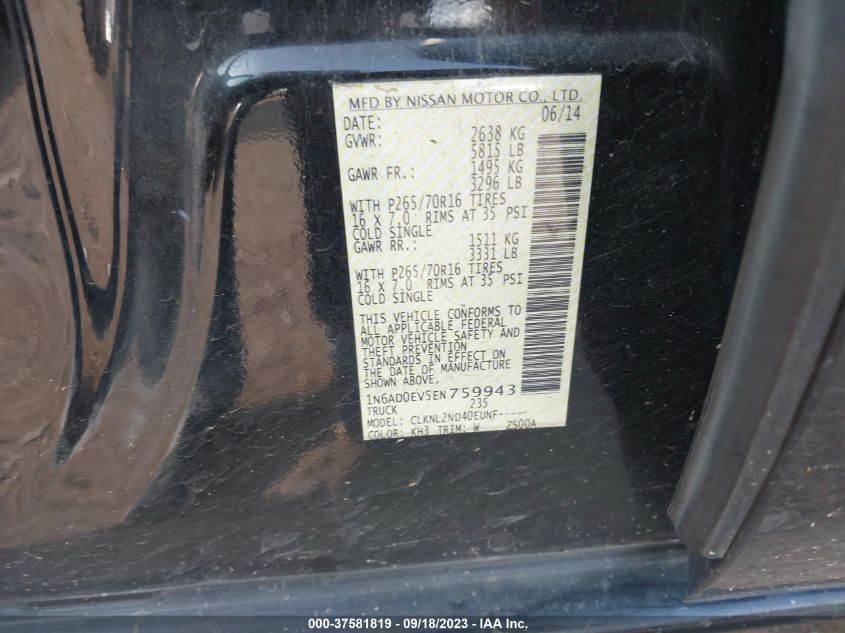 MFD BY NISSAN MOTOR CO., LTD.
DATE: 06/14
GVWR: 2638 KG
5815 LB
GAWR FR.: 1495 KG
3296 LB
WITH P265/70R16 TIRES
16 X 7.0 RIMS AT 35 PSI
COLD SINGLE
GAWR RR.: 1511 KG
3331 LB
WITH P265/70R16 TIRES
16 X 7.0 RIMS AT 35 PSI
COLD SINGLE
THIS VEHICLE CONFORMS TO
ALL APPLICABLE FEDERAL
MOTOR VEHICLE SAFETY AND
THEFT PREVENTION
STANDARDS IN EFFECT ON
THE DATE OF MANUFACTURE
SHOWN ABOVE.
1N6AD0EV5EN759943
TRUCK 235
MODEL: CLKNL2ND40EUNF-----
COLOR: KH3 TRIM: W ZS00A
000-37581819 - 09/18/2023 - IAA Inc.